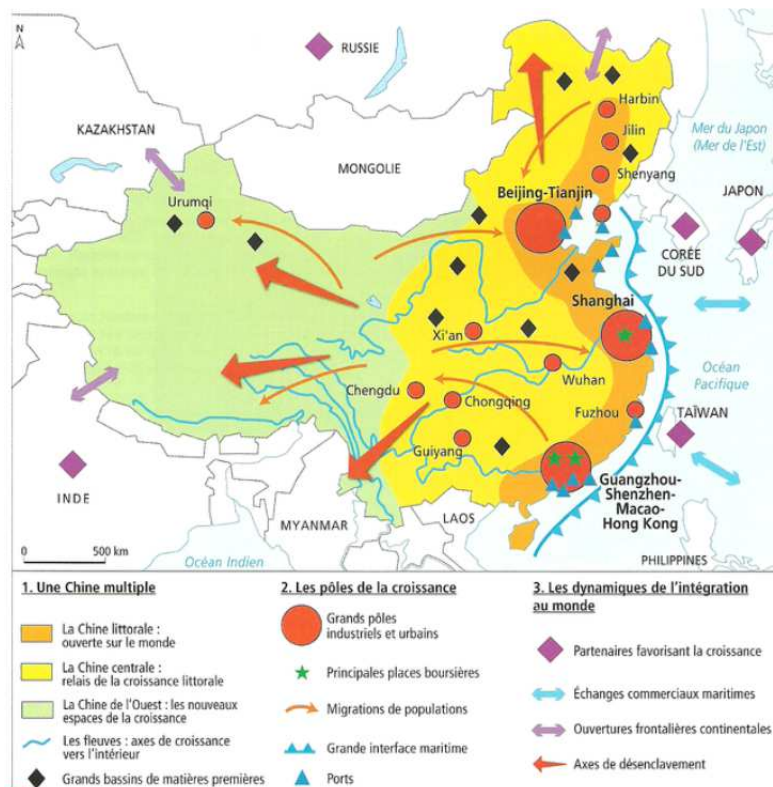 N
RUSSIE
KAZAKHSTAN
MONGOLIE
Harbin
Jilin
Shenyang
Mer du Japon
(Mer de l'Est)
Urumqi
Beijing-Tianjin
JAPON
CORÉE
DU SUD
Shanghai
Xi'an
Océan
Pacifique
Wuhan
Chengdu
Chongqing
Fuzhou
TAÏWAN
Guiyang
INDE
Guangzhou-
Shenzhen-
Macao-
Hong Kong
MYANMAR
LAOS
0 500 km
Océan Indien
PHILIPPINES
1. Une Chine multiple
La Chine littorale :
ouverte sur le monde
La Chine centrale :
relais de la croissance littorale
La Chine de l'Ouest : les nouveaux
espaces de la croissance
Les fleuves : axes de croissance
vers l'intérieur
Grands bassins de matières premières
2. Les pôles de la croissance
Grands pôles
industriels et urbains
Principales places boursières
Migrations de populations
Grande interface maritime
Ports
3. Les dynamiques de l'intégration
au monde
Partenaires favorisant la croissance
Échanges commerciaux maritimes
Ouvertures frontalières continentales
Axes de désenclavement